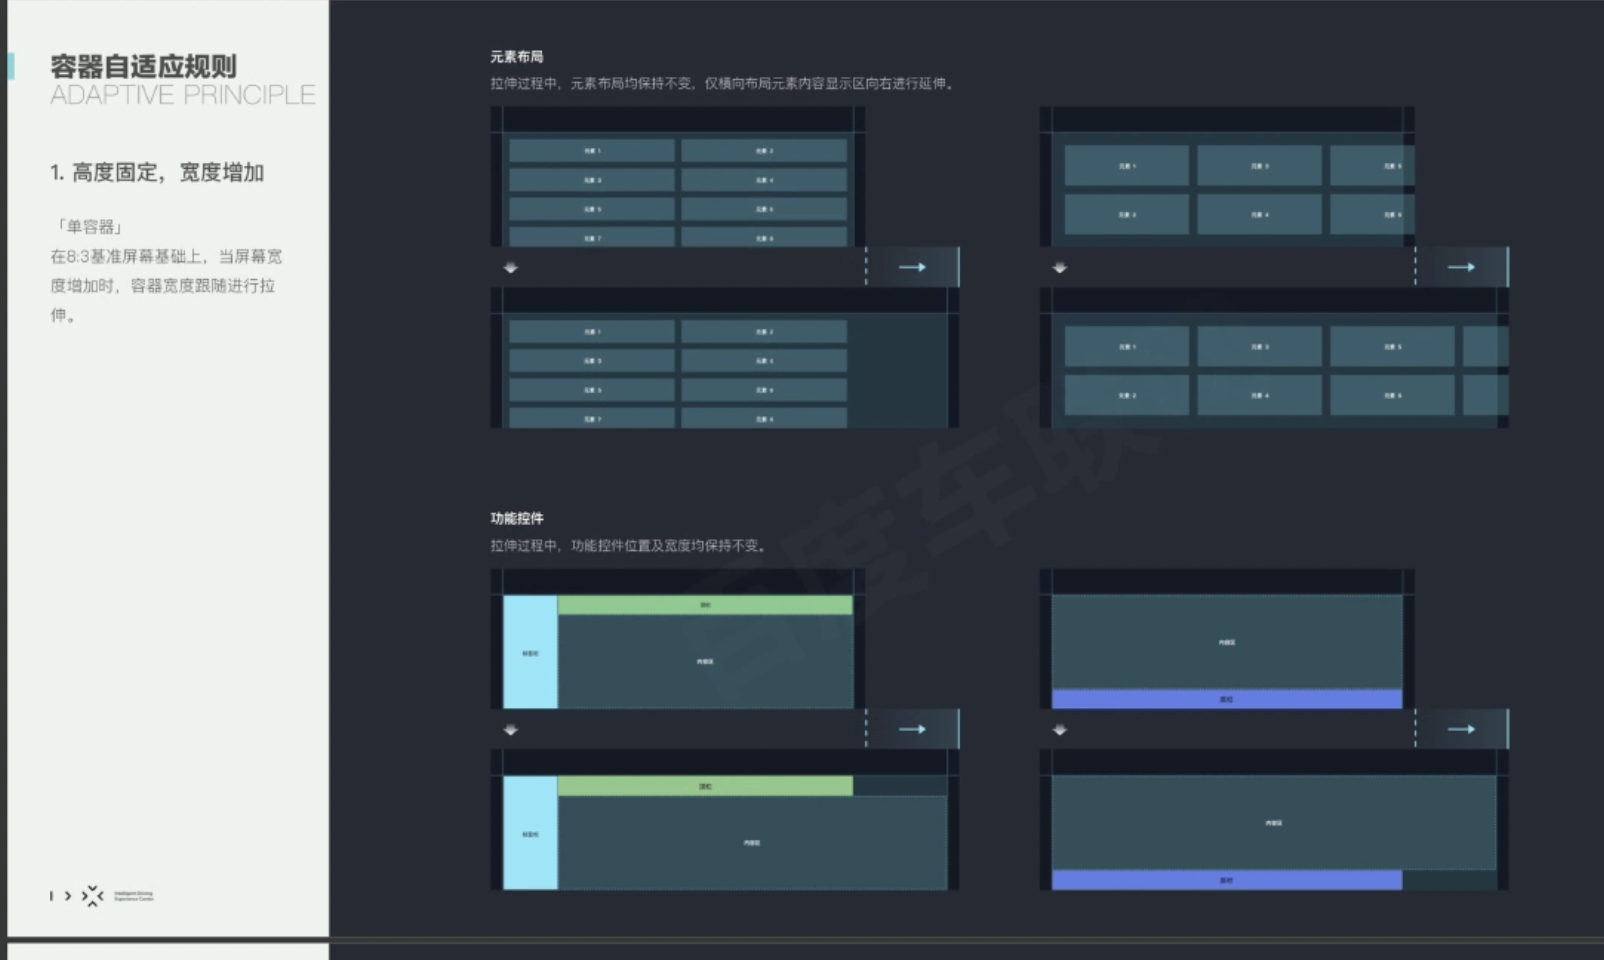 容器自适应规则
ADAPTIVE PRINCIPLE
1. 高度固定，宽度增加
「单容器」
在8:3基准屏幕基础上，当屏幕宽
度增加时，容器宽度跟随进行拉
伸。
元素布局
拉伸过程中，元素布局均保持不变，仅横向布局元素内容显示区向右进行延伸。
元素 1
元素 2
元素 3
元素 4
元素 5
元素 6
元素 7
元素 8
元素 1
元素 3
元素 5
元素 2
元素 4
元素 6
元素 1
元素 2
元素 3
元素 4
元素 5
元素 6
元素 7
元素 8
元素 1
元素 3
元素 5
元素 2
元素 4
元素 6
功能控件
拉伸过程中，功能控件位置及宽度均保持不变。
顶栏
内容区
内容区
底栏
顶栏
内容区
内容区
底栏
Intelligent Driving
Experience Center
百度车联